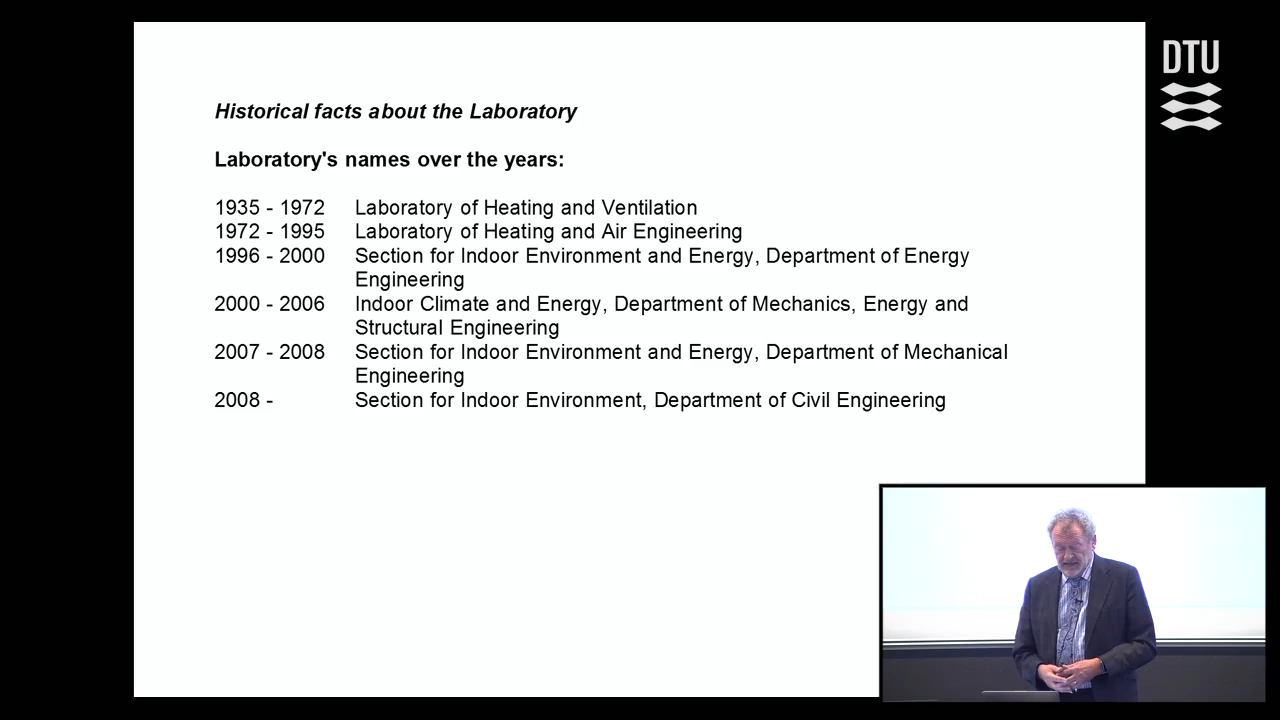 DTU
Historical facts about the Laboratory
Laboratory's names over the years:
1935 - 1972 Laboratory of Heating and Ventilation
1972 - 1995 Laboratory of Heating and Air Engineering
1996 - 2000 Section for Indoor Environment and Energy, Department of Energy
Engineering
2000 - 2006 Indoor Climate and Energy, Department of Mechanics, Energy and
Structural Engineering
2007 - 2008 Section for Indoor Environment and Energy, Department of Mechanical
Engineering
2008 - Section for Indoor Environment, Department of Civil Engineering